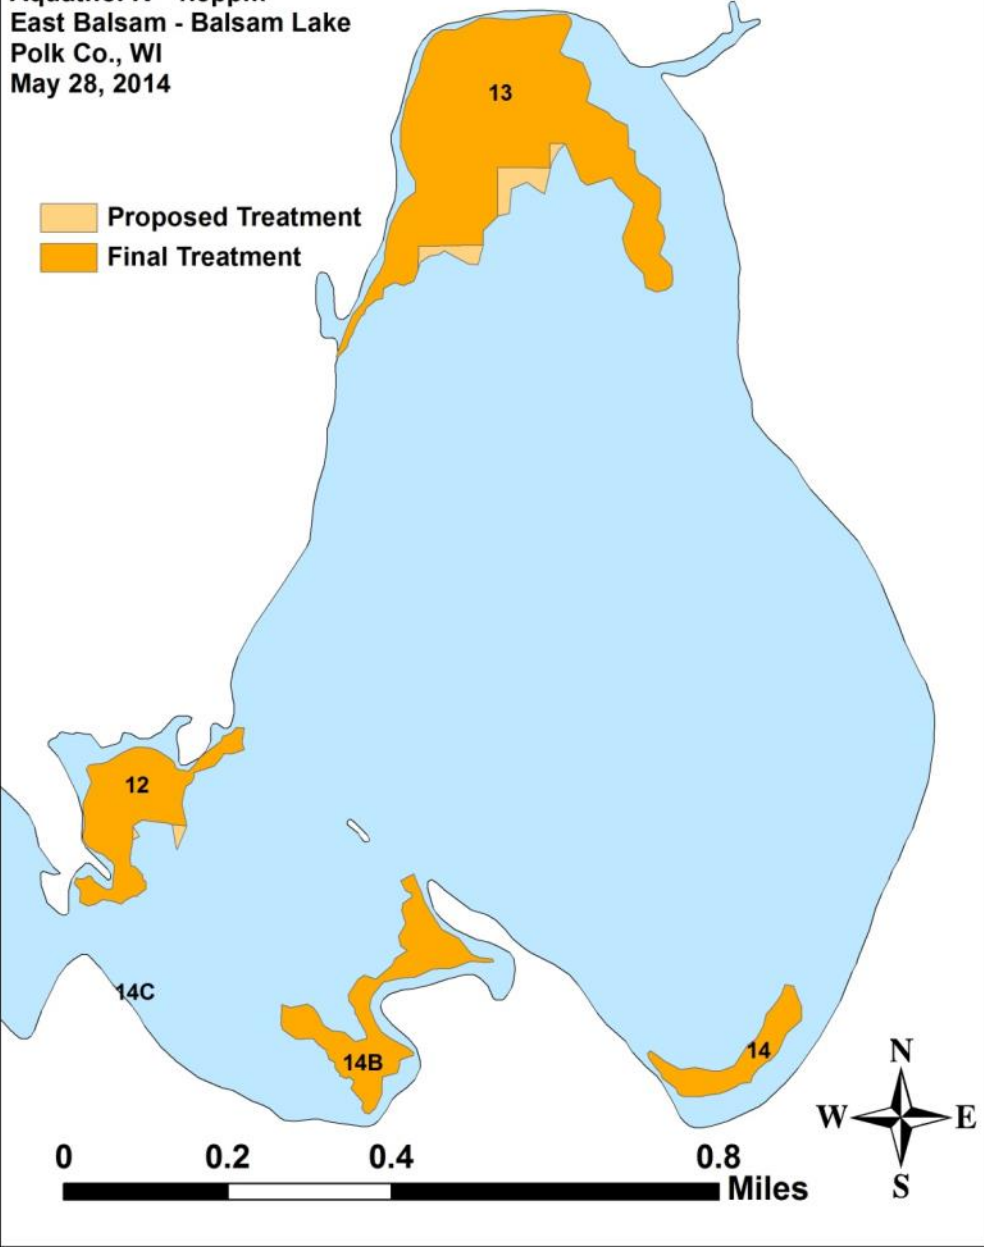 East Balsam - Balsam Lake
Polk Co., WI
May 28, 2014
13
Proposed Treatment
Final Treatment
12
14C
14B
14
N
W E
S
0 0.2 0.4 0.8
Miles